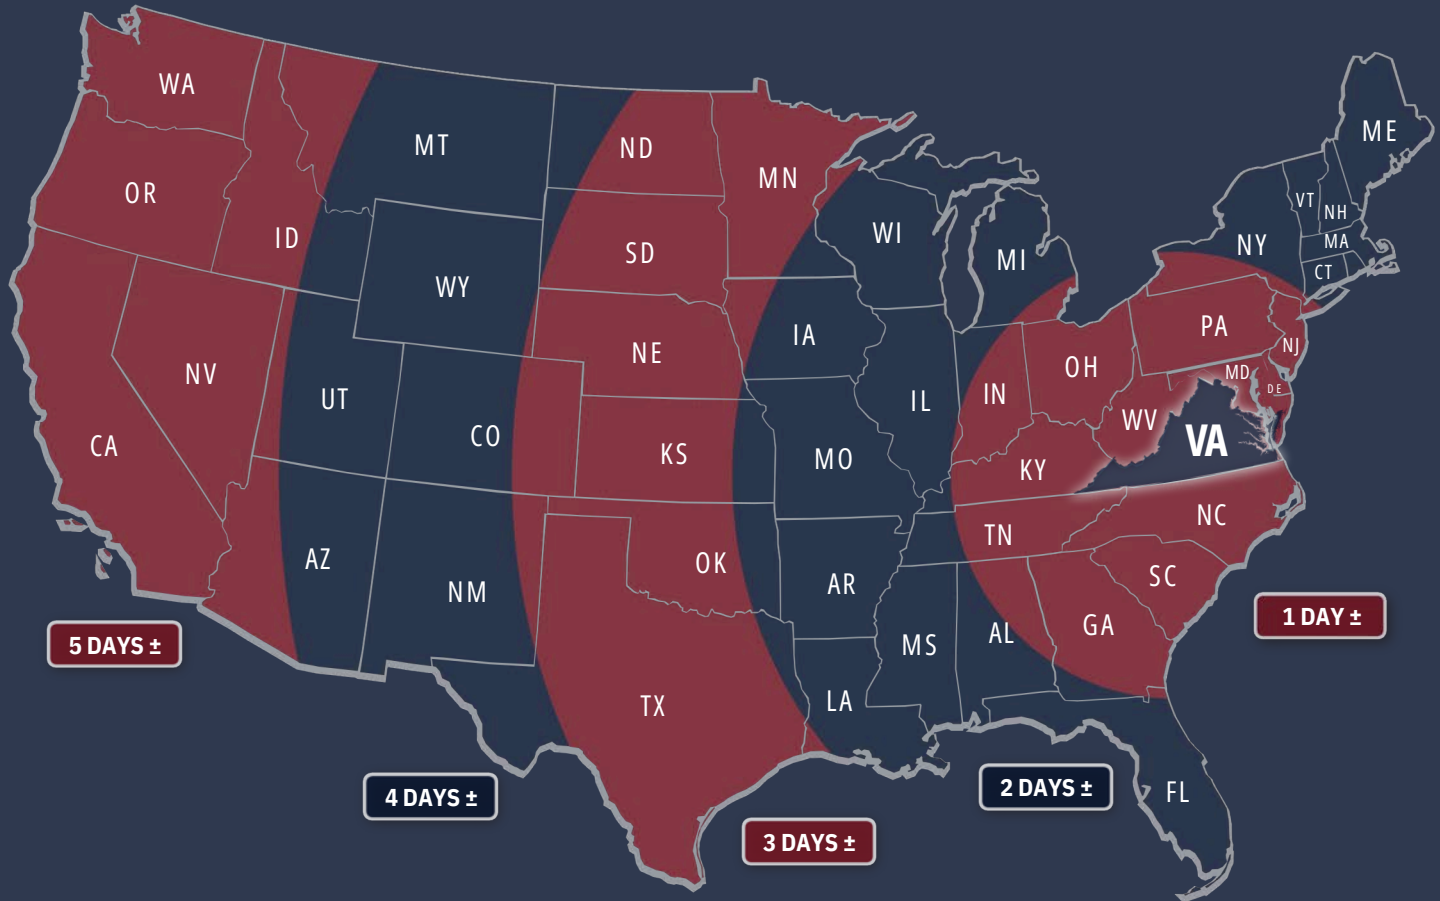 WA
MT
ND
MN
OR
ID
SD
WY
WI
MI
ME
VT
NH
NY
MA
CT
NV
UT
NE
IA
IL
IN
OH
PA
NJ
MD
DE
CA
CO
KS
MO
KY
WV
VA
AZ
NM
OK
AR
TN
NC
SC
MS
AL
GA
TX
LA
FL
5 DAYS ±
4 DAYS ±
3 DAYS ±
2 DAYS ±
1 DAY ±